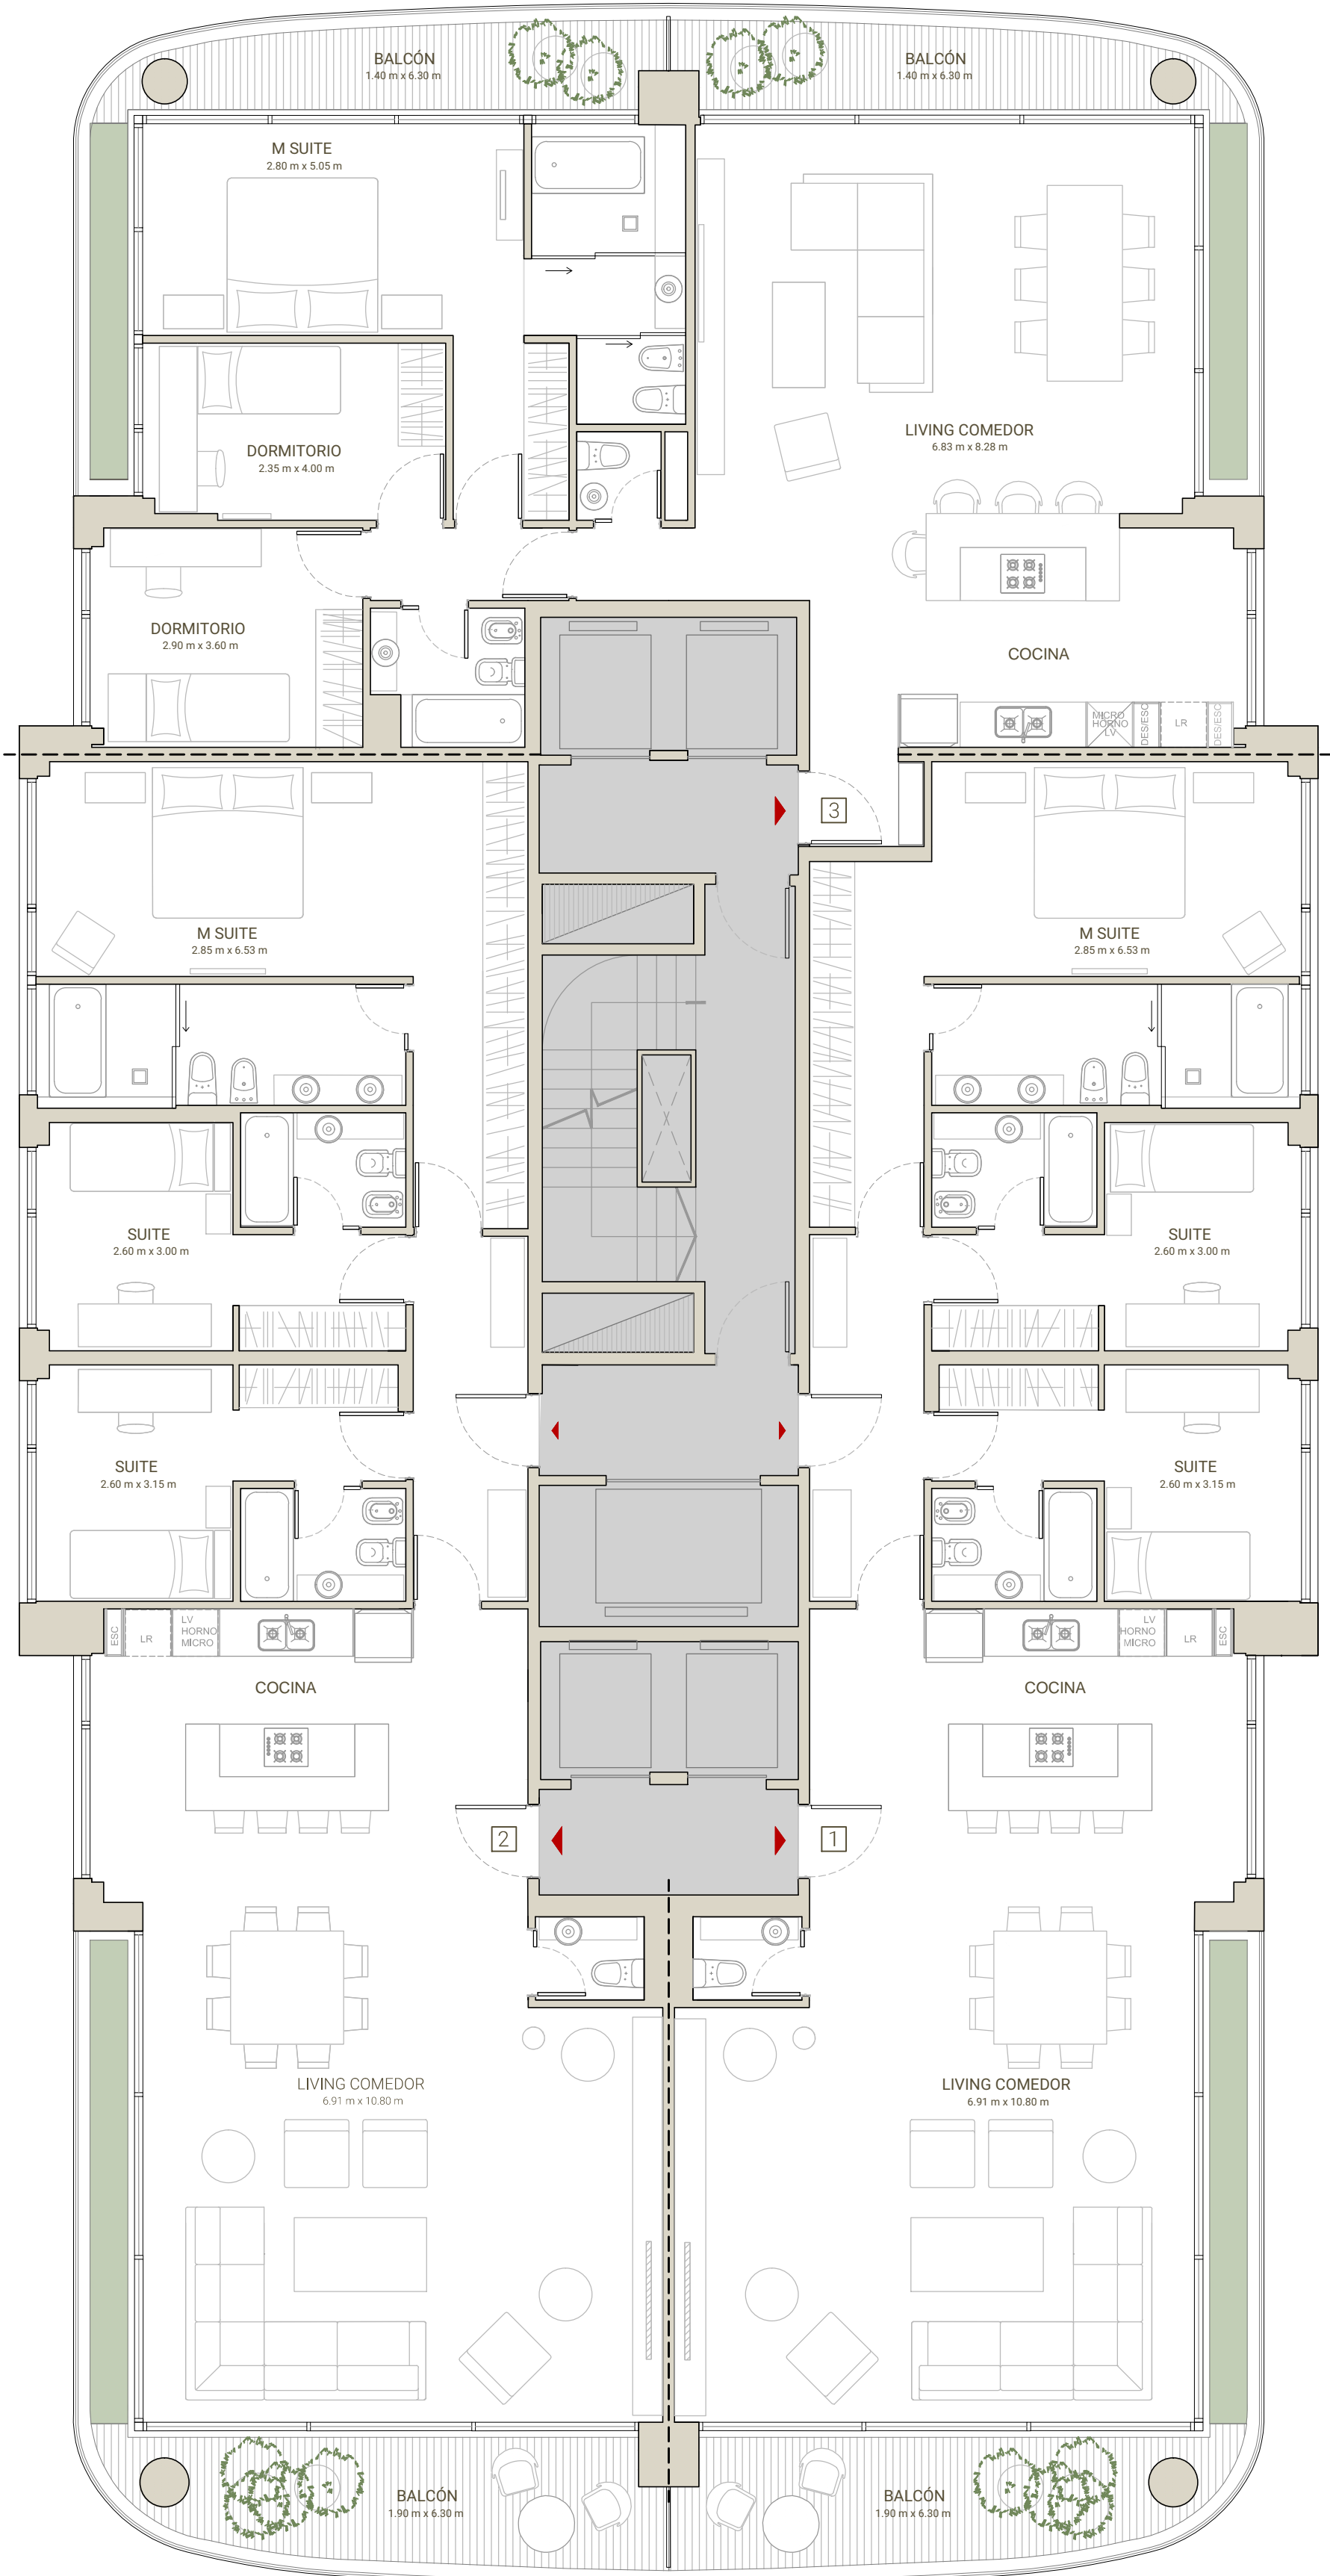 BALCÓN
1.40 m x 6.30 m
BALCÓN
1.40 m x 6.30 m
M SUITE
2.80 m x 5.05 m
LIVING COMEDOR
6.83 m x 8.28 m
DORMITORIO
2.35 m x 4.00 m
DORMITORIO
2.90 m x 3.60 m
COCINA
MICRO
HORNO
LV
DES/ESC
LR
DES/ESC
3
M SUITE
2.85 m x 6.53 m
M SUITE
2.85 m x 6.53 m
SUITE
2.60 m x 3.00 m
SUITE
2.60 m x 3.00 m
SUITE
2.60 m x 3.15 m
SUITE
2.60 m x 3.15 m
ESC
LR
LV
HORNO
MICRO
LV
HORNO
MICRO
LR
ESC
COCINA
COCINA
2
1
LIVING COMEDOR
6.91 m x 10.80 m
LIVING COMEDOR
6.91 m x 10.80 m
BALCÓN
1.90 m x 6.30 m
BALCÓN
1.90 m x 6.30 m